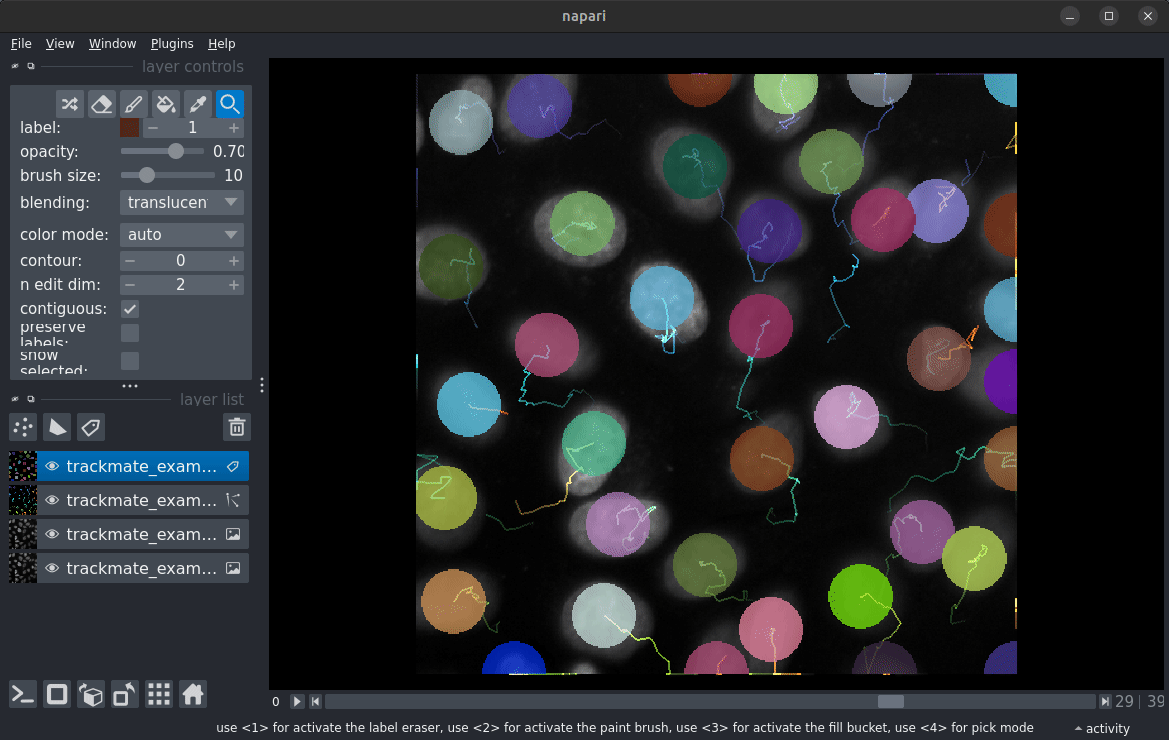 napari
File View Window Plugins Help
layer controls
label: 1
opacity: 0.70
brush size: 10
blending: translucen
color mode: auto
contour: 0
n edit dim: 2
contiguous:
preserve
labels:
show
selected:
layer list
trackmate_exam...
trackmate_exam...
trackmate_exam...
trackmate_exam...
0 29 | 39
use <1> for activate the label eraser, use <2> for activate the paint brush, use <3> for activate the fill bucket, use <4> for pick mode activity